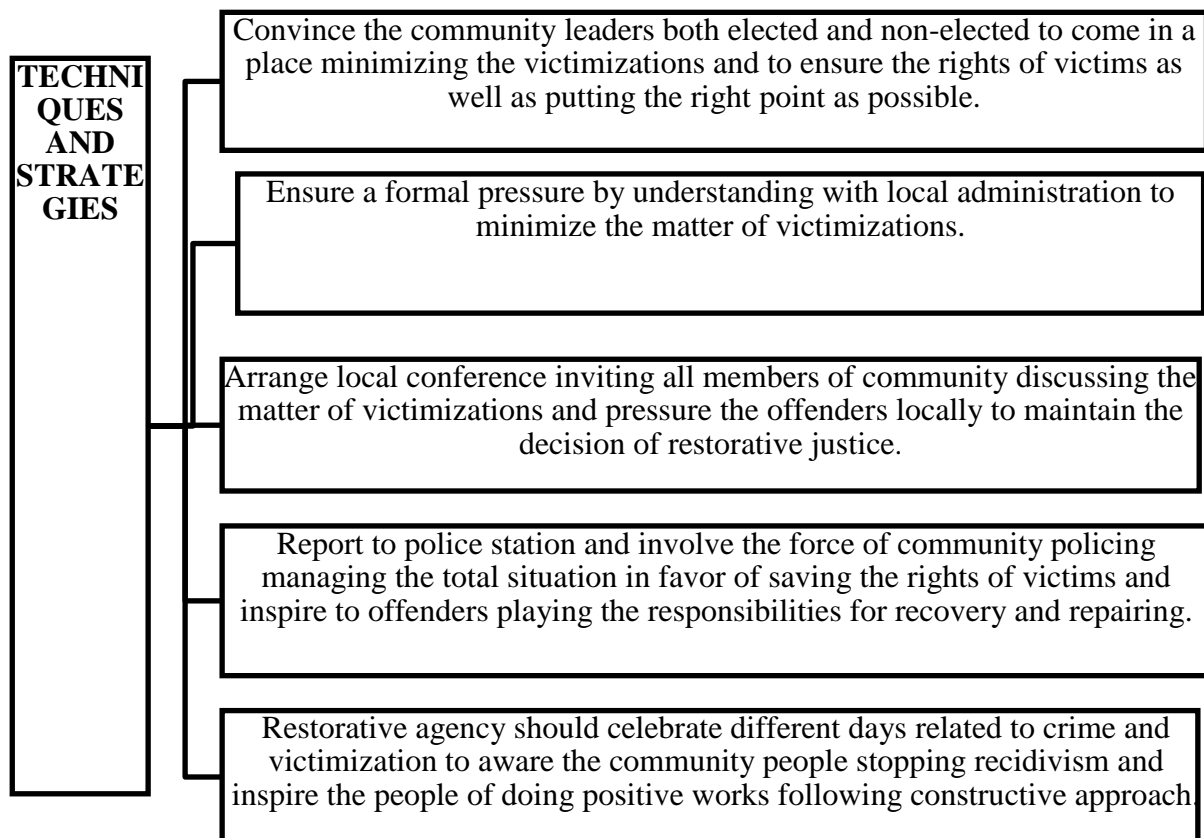 TECHNI
QUES
AND
STRATE
GIES
Convince the community leaders both elected and non-elected to come in a
place minimizing the victimizations and to ensure the rights of victims as
well as putting the right point as possible.
Ensure a formal pressure by understanding with local administration to
minimize the matter of victimizations.
Arrange local conference inviting all members of community discussing the
matter of victimizations and pressure the offenders locally to maintain the
decision of restorative justice.
Report to police station and involve the force of community policing
managing the total situation in favor of saving the rights of victims and
inspire to offenders playing the responsibilities for recovery and repairing.
Restorative agency should celebrate different days related to crime and
victimization to aware the community people stopping recidivism and
inspire the people of doing positive works following constructive approach.